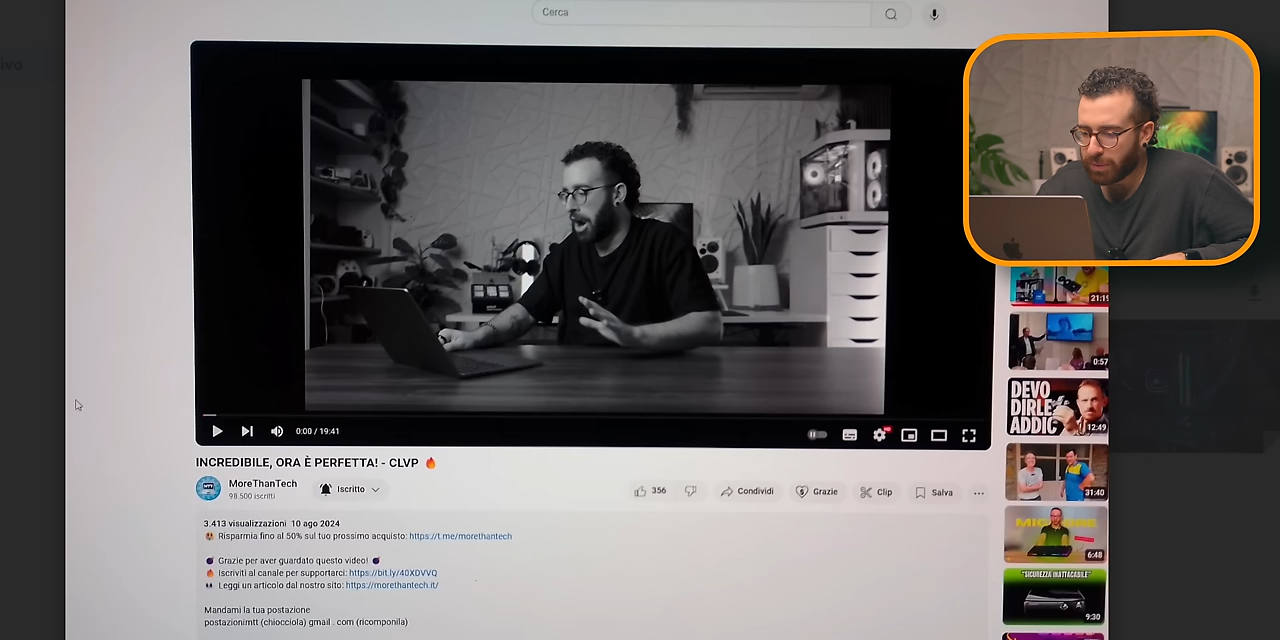 ivo
Cerca
0:00 / 19:41
INCREDIBILE, ORA È PERFETTA! - CLVP 🔥
MoreThanTech
98.500 iscritti
Iscritto
356
Condividi
Grazie
Clip
Salva
3.413 visualizzazioni 10 ago 2024
Risparmia fino al 50% sul tuo prossimo acquisto: https://t.me/morethantech
Grazie per aver guardato questo video!
Iscriviti al canale per supportarci: https://bit.ly/40XDVVQ
Leggi un articolo dal nostro sito: https://morethantech.it/
Mandami la tua postazione
postazionimtt (chiocciola) gmail . com (ricomponila)
21:19
0:57
DEVO
DIRLE
ADDIO
12:49
31:40
6:48
"SICUREZZA INATTACCABILE"
9:30